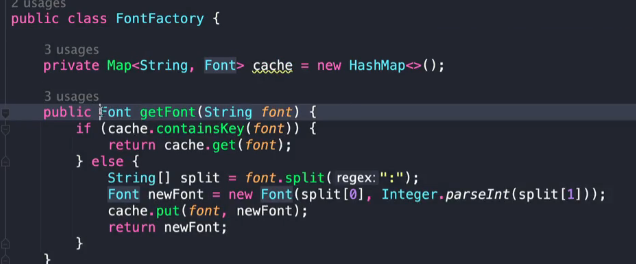 2 usages
public class FontFactory {
3 usages
private Map<String, Font> cache = new HashMap<>();
3 usages
public Font getFont(String font) {
if (cache.containsKey(font)) {
return cache.get(font);
} else {
String[] split = font.split( regex: ":");
Font newFont = new Font(split[0], Integer.parseInt(split[1]));
cache.put(font, newFont);
return newFont;
}
}